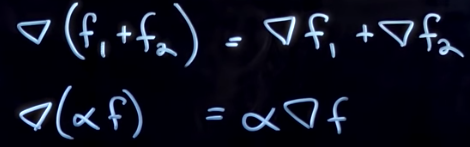 ∇(f₁+f₂) = ∇f₁ + ∇f₂
∇(αf) = α∇f